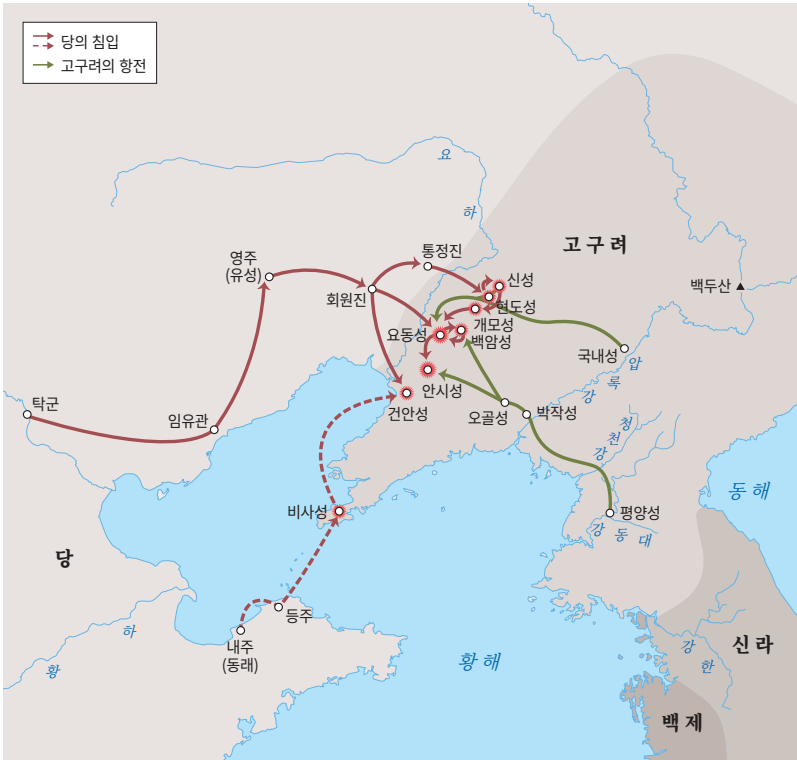 당의 침입
고구려의 항전
요
하
고구려
통정진
영주
(유성)
신성
백두산
회원진
현도성
개모성
요동성
백암성
국내성
압
록
강
안시성
탁군
건안성
오골성
박작성
임유관
청
천
강
동해
비사성
평양성
강 동 대
당
등주
하
내주
(동래)
황
황해
신라
강
한
백제